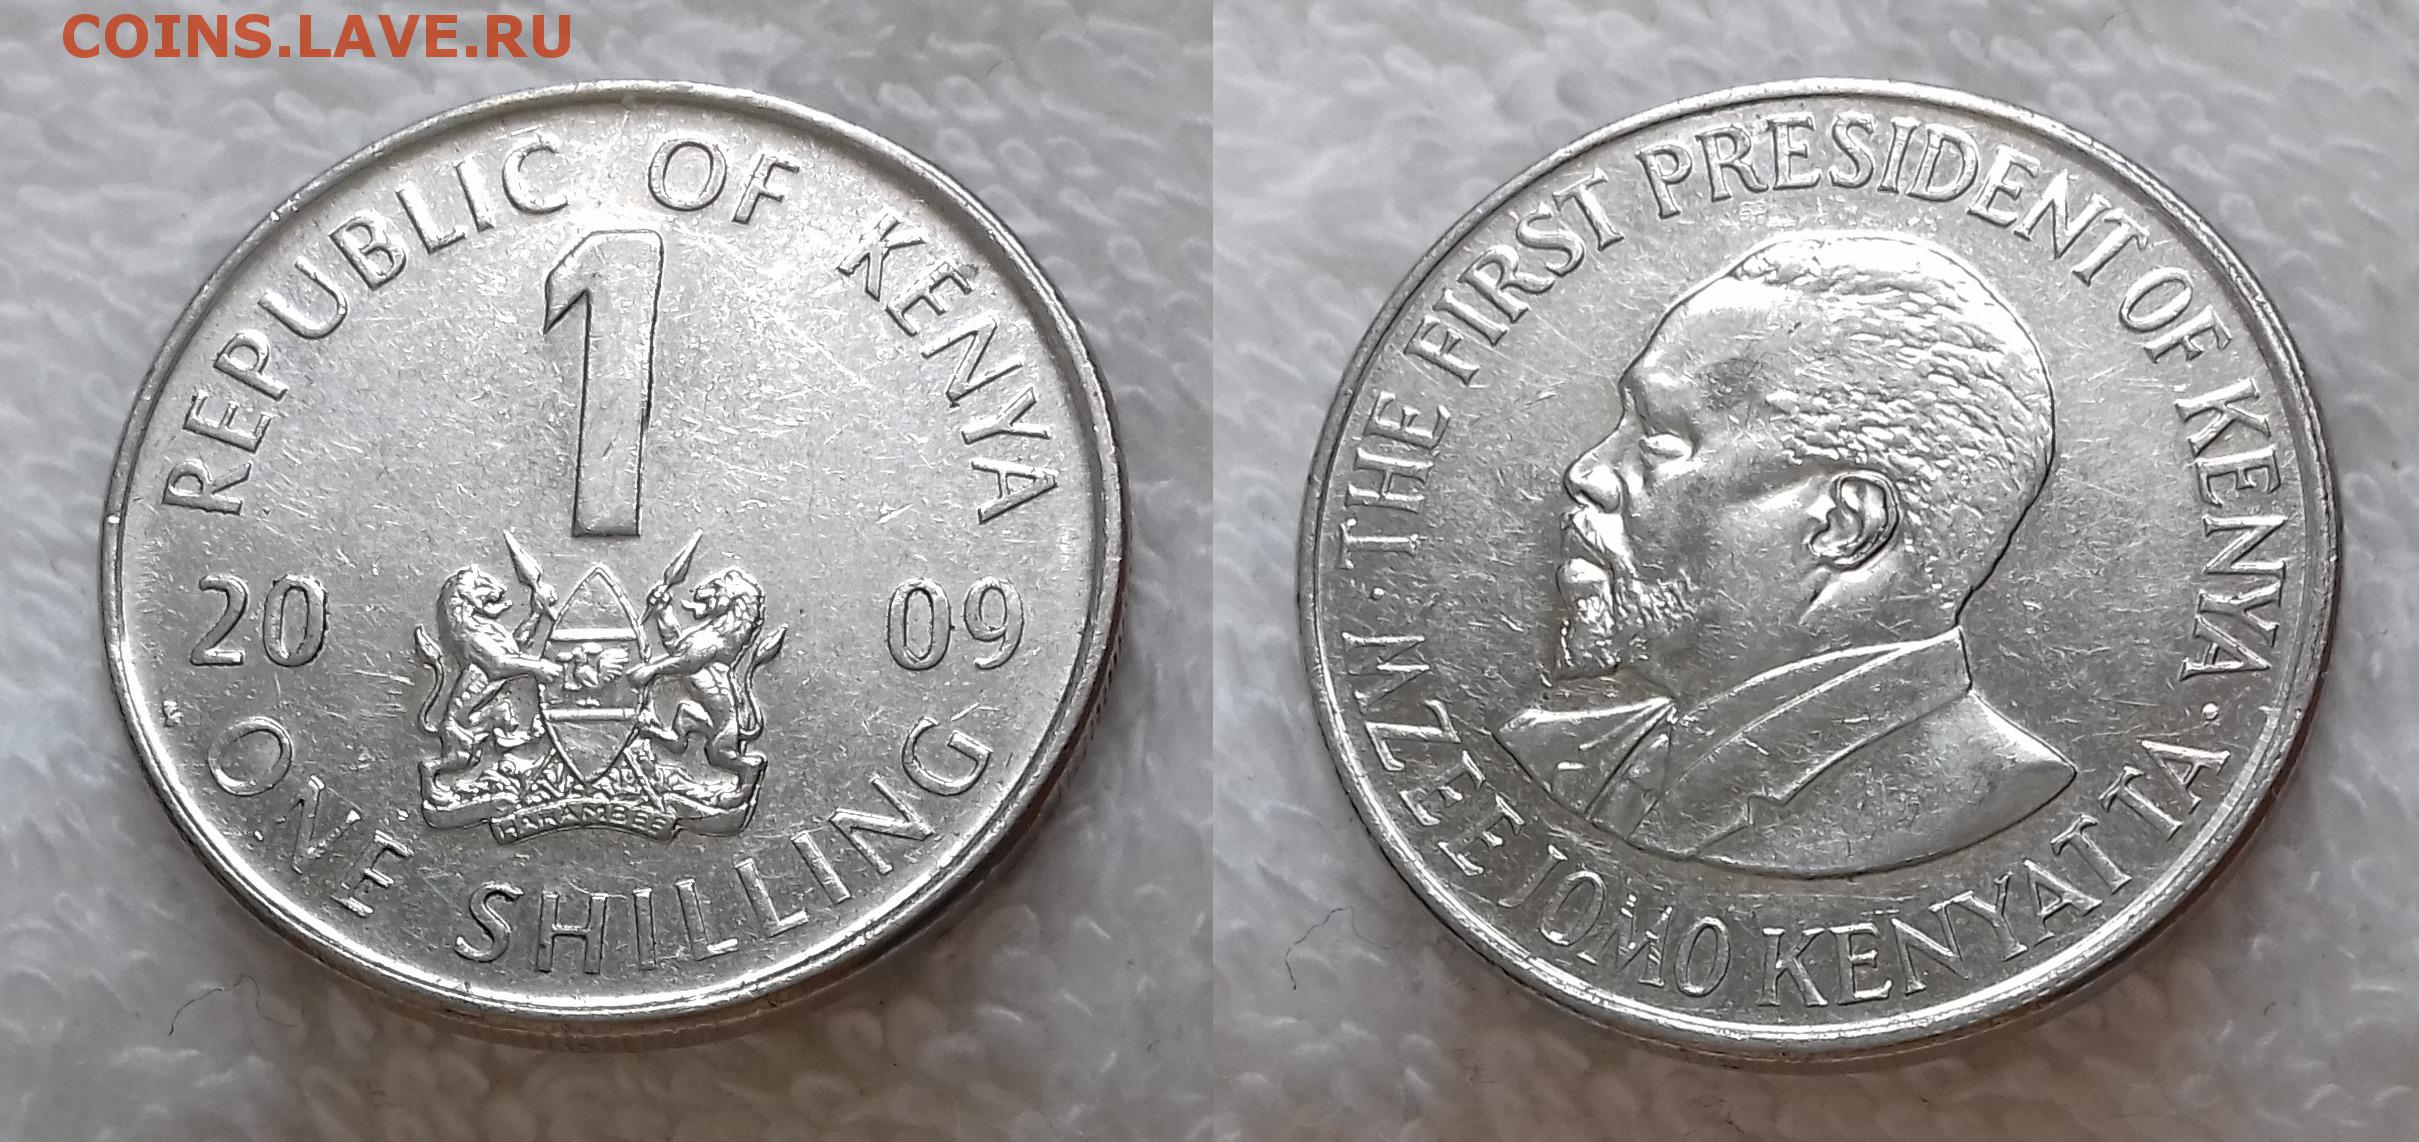 COINS.LAVE.RU
REPUBLIC OF KENYA
1
20 09
HARAMBEE
ONE SHILLING
· THE FIRST PRESIDENT OF KENYA ·
MZEE JOMO KENYATTA